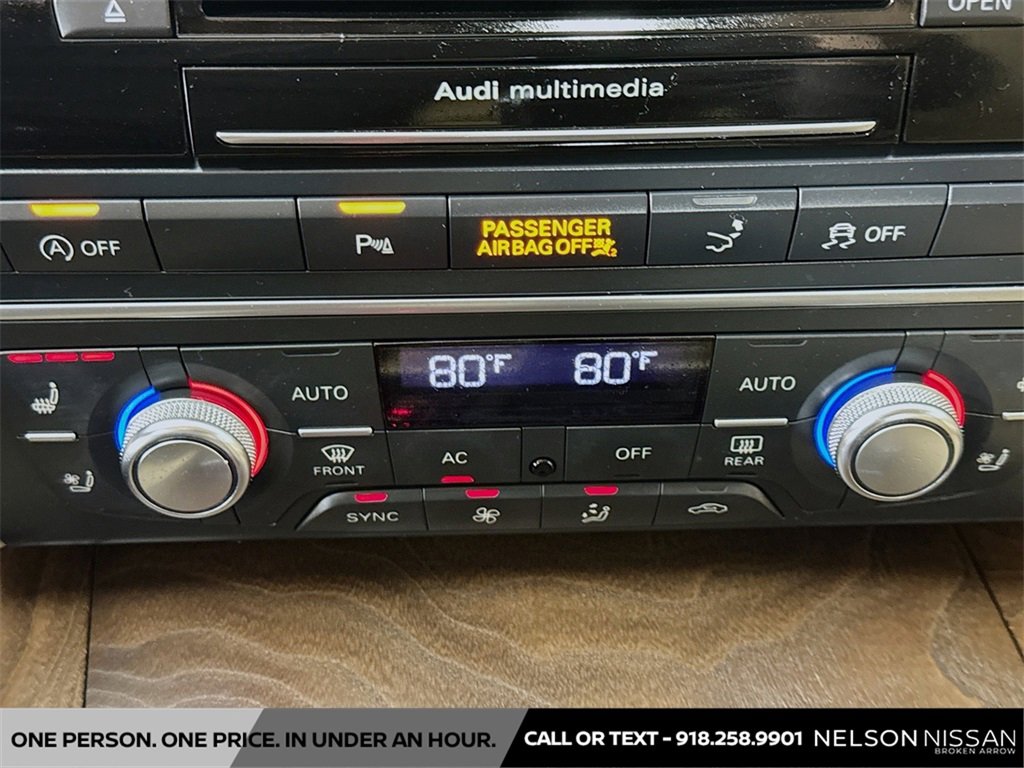 OPEN
Audi multimedia
A OFF
P
PASSENGER
AIRBAG OFF 2
OFF
80°F 80°F
AUTO
AUTO
FRONT
AC
OFF
REAR
SYNC
ONE PERSON. ONE PRICE. IN UNDER AN HOUR.
CALL OR TEXT - 918.258.9901
NELSON NISSAN
BROKEN ARROW